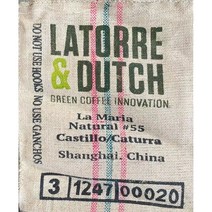 DO NOT USE HOOKS NO USE GANCHOS
LATORRE
& DUTCH
GREEN COFFEE INNOVATION
La Maria
Natural #55
Castillo/Caturra
Shanghai. China
3 1247 00020